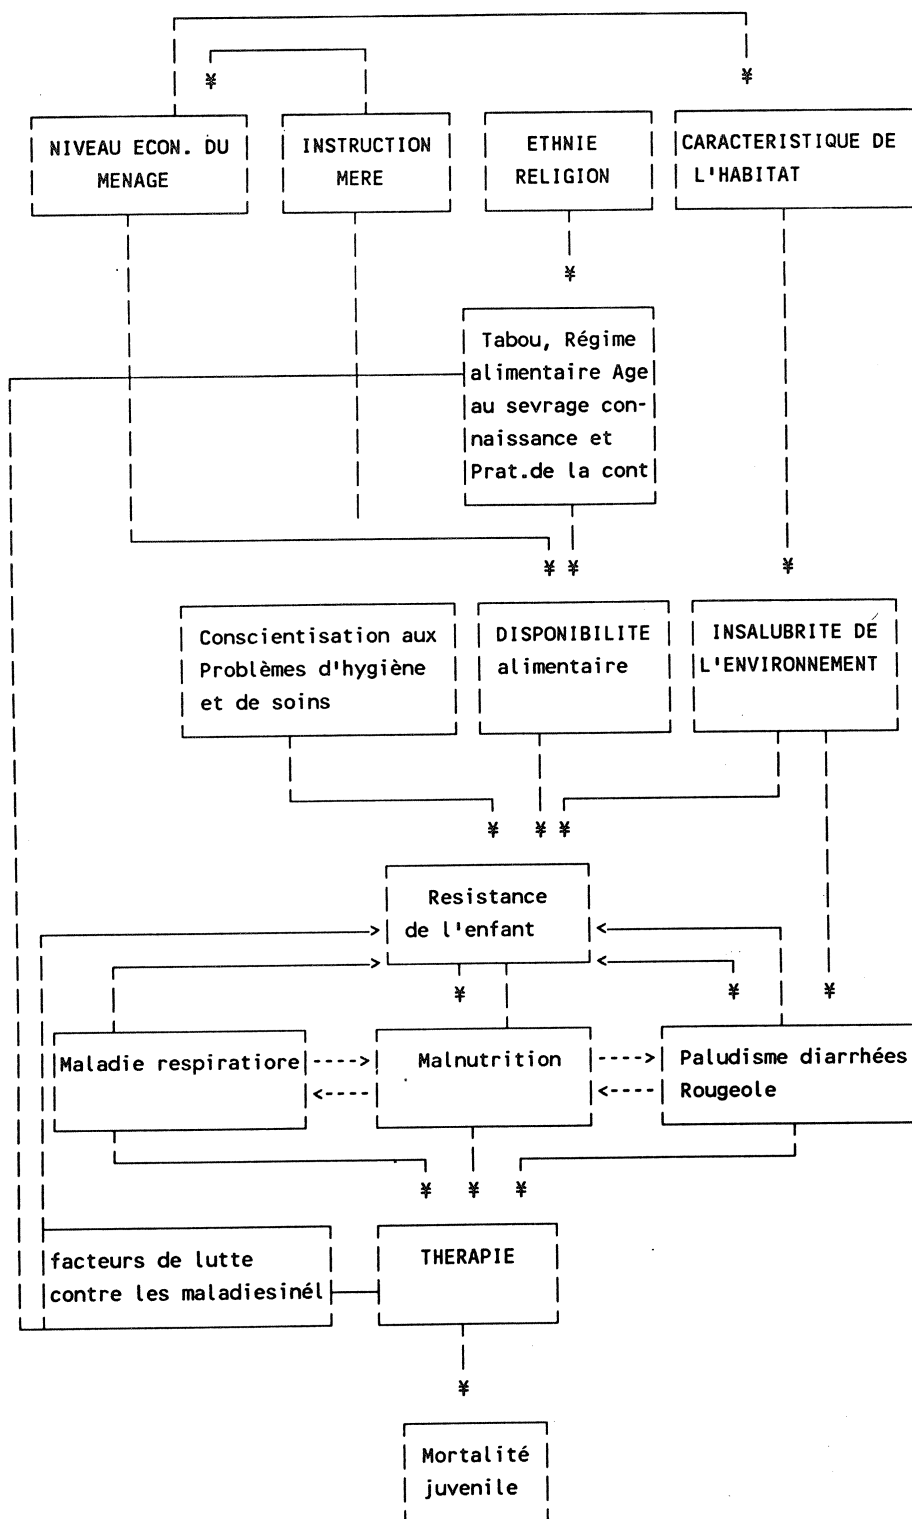 NIVEAU ECON. DU
MENAGE
INSTRUCTION
MERE
ETHNIE
RELIGION
CARACTERISTIQUE DE
L'HABITAT
Tabou, Régime
alimentaire Age
au sevrage con-
naissance et
Prat.de la cont
Conscientisation aux
Problèmes d'hygiène
et de soins
DISPONIBILITE
alimentaire
INSALUBRITE DE
L'ENVIRONNEMENT
Resistance
de l'enfant
Maladie respiratiore
Malnutrition
Paludisme diarrhées
Rougeole
facteurs de lutte
contre les maladiesinél
THERAPIE
Mortalité
juvenile